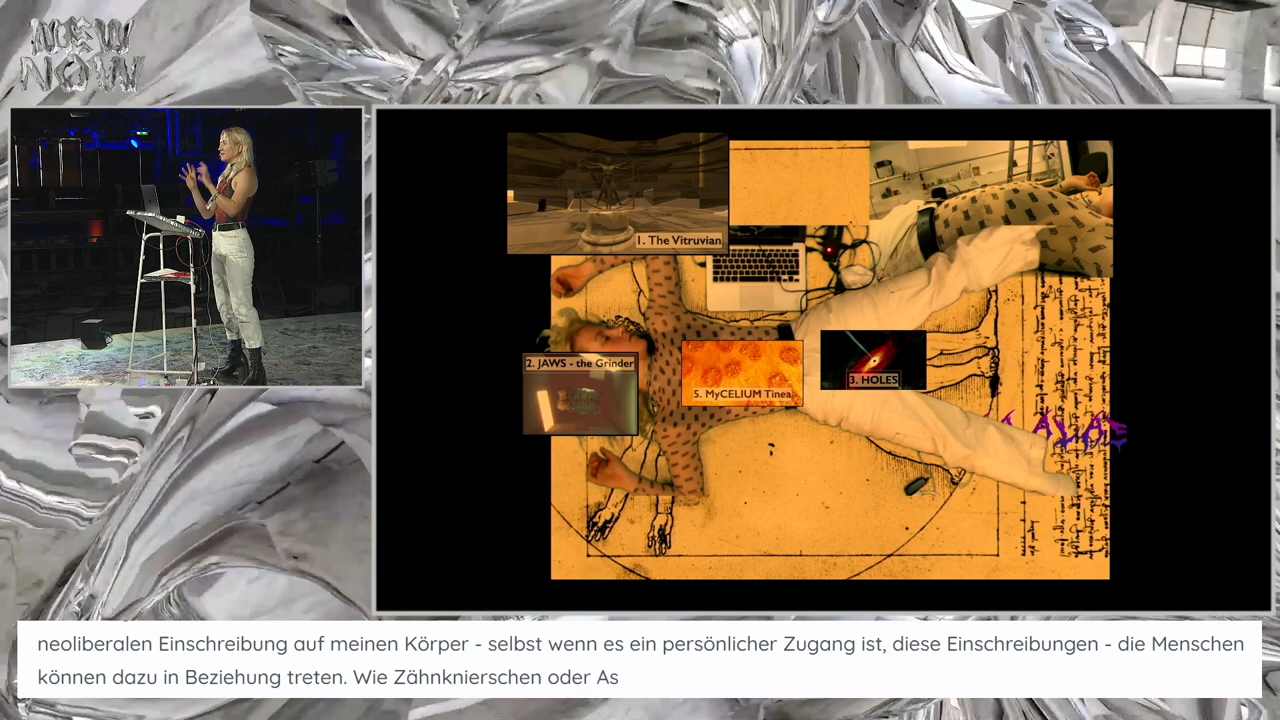 NEW
NOW
1. The Vitruvian
2. JAWS - the Grinder
3. HOLES
5. MyCELIUM Tinea
neoliberalen Einschreibung auf meinen Körper - selbst wenn es ein persönlicher Zugang ist, diese Einschreibungen - die Menschen
können dazu in Beziehung treten. Wie Zähnknierschen oder As